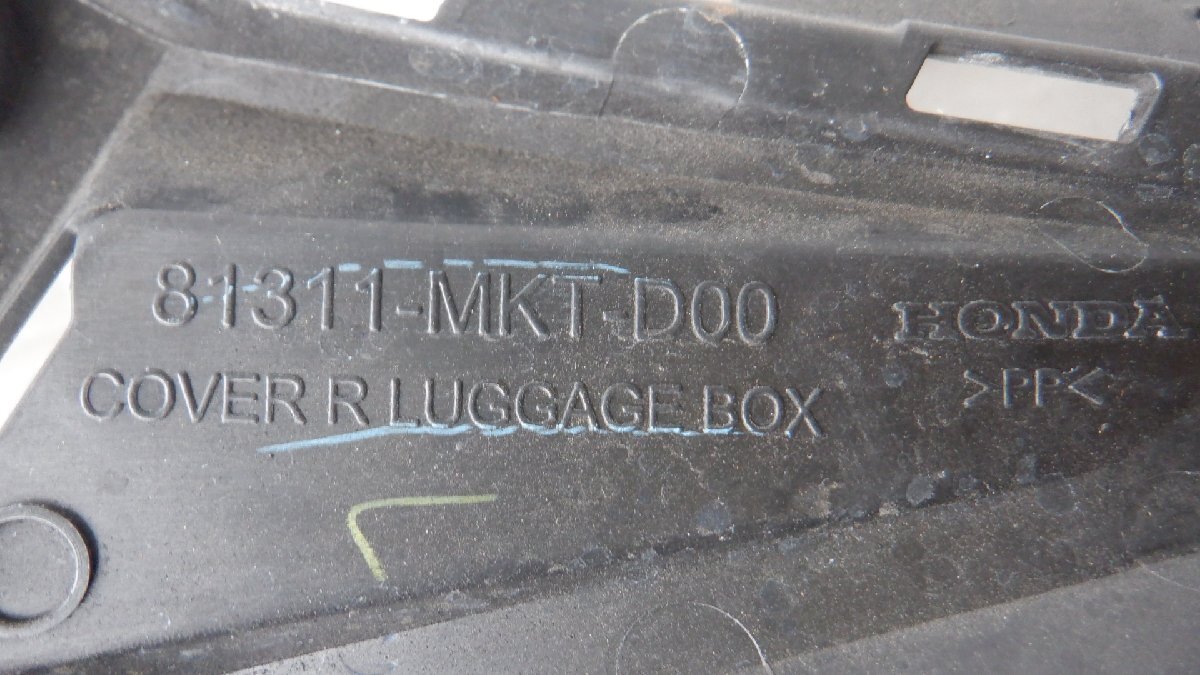 81311-MKT-D00
COVER R LUGGAGE BOX
HONDA
>PP<